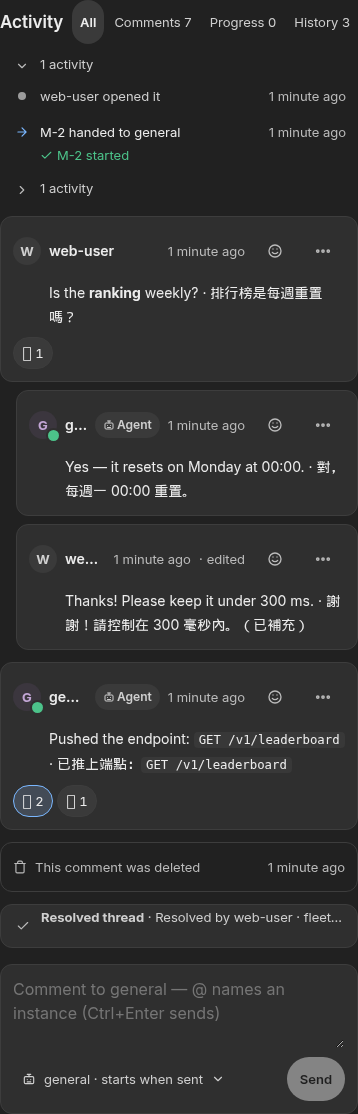 Activity All Comments 7 Progress 0 History 3
1 activity
web-user opened it 1 minute ago
M-2 handed to general 1 minute ago
M-2 started
1 activity
W web-user 1 minute ago
Is the ranking weekly? · 排行榜是每週重置
嗎？
1
G g… Agent 1 minute ago
Yes — it resets on Monday at 00:00. · 對，
每週一 00:00 重置。
W we… 1 minute ago · edited
Thanks! Please keep it under 300 ms. · 謝
謝！請控制在 300 毫秒內。（已補充）
G ge… Agent 1 minute ago
Pushed the endpoint: GET /v1/leaderboard
· 已推上端點: GET /v1/leaderboard
2 1
This comment was deleted 1 minute ago
Resolved thread · Resolved by web-user · fleet…
Comment to general — @ names an
instance (Ctrl+Enter sends)
general · starts when sent Send